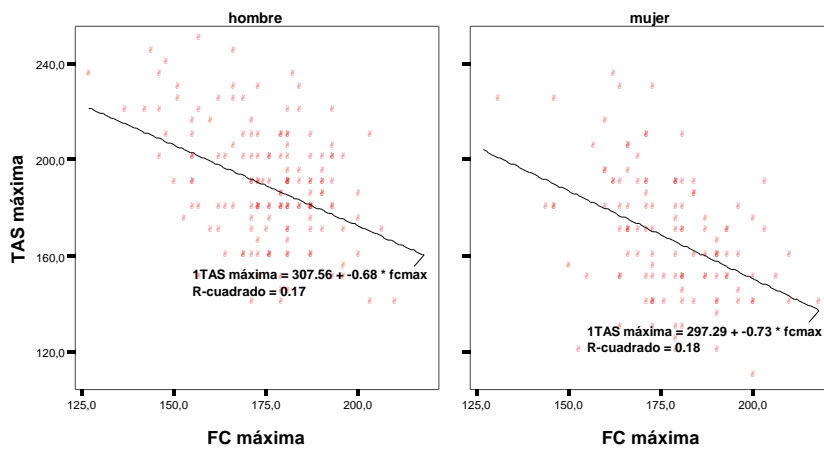 hombre
mujer
TAS máxima
240,0
200,0
160,0
120,0
1TAS máxima = 307.56 + -0.68 * fcmax
R-cuadrado = 0.17
1TAS máxima = 297.29 + -0.73 * fcmax
R-cuadrado = 0.18
125,0 150,0 175,0 200,0
125,0 150,0 175,0 200,0
FC máxima
FC máxima